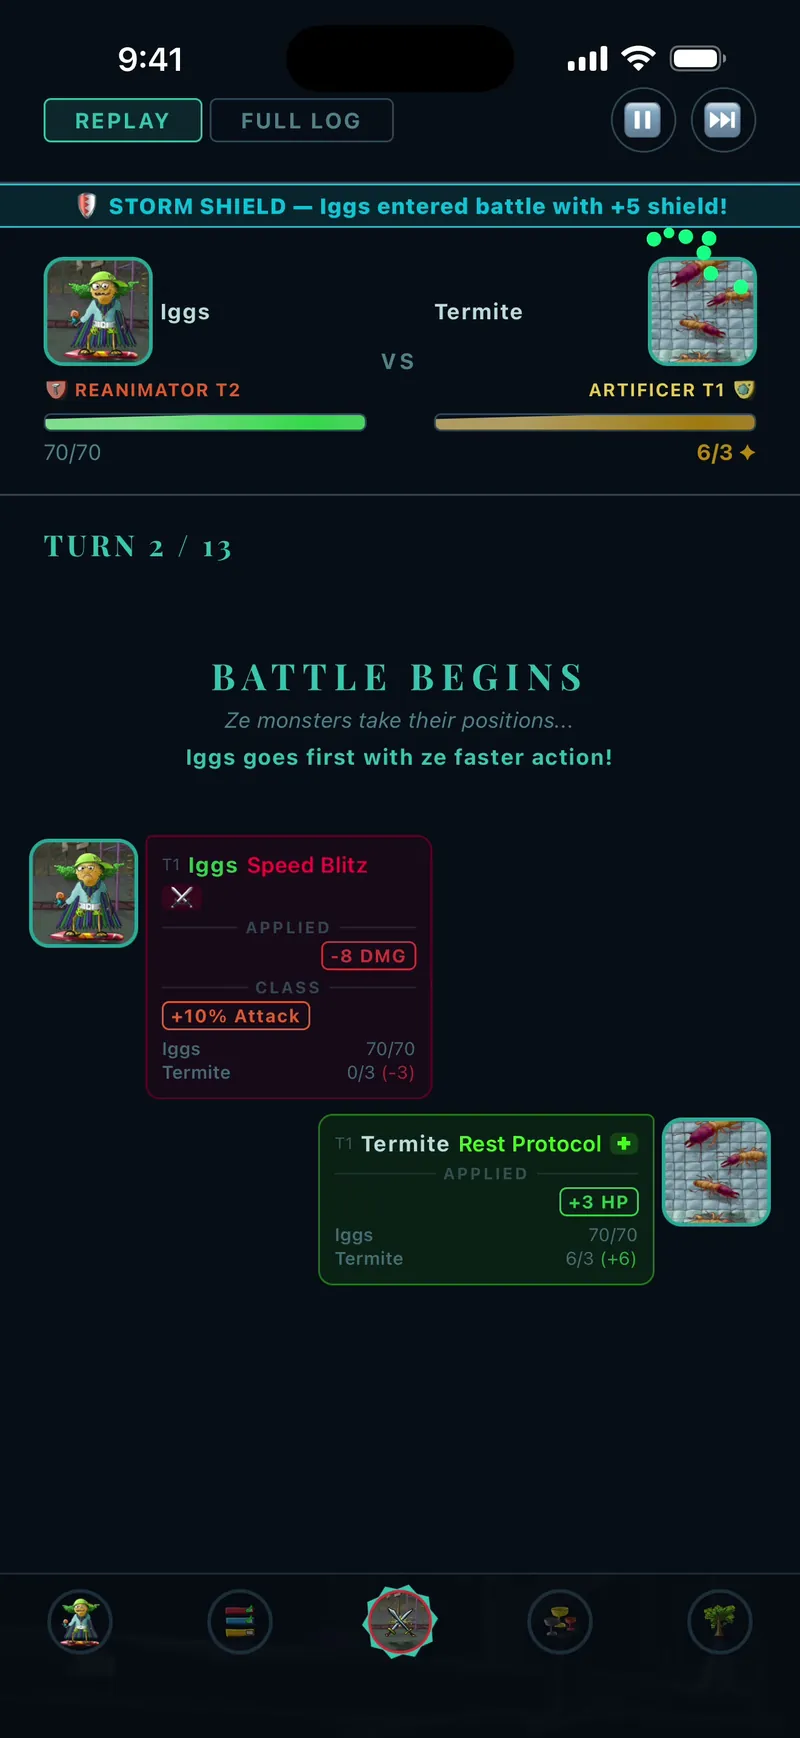 9:41
REPLAY
FULL LOG
STORM SHIELD — Iggs entered battle with +5 shield!
Iggs
Termite
VS
REANIMATOR T2
ARTIFICER T1
70/70
6/3 ✦
TURN 2 / 13
BATTLE BEGINS
Ze monsters take their positions...
Iggs goes first with ze faster action!
T1 Iggs Speed Blitz
APPLIED
-8 DMG
CLASS
+10% Attack
Iggs 70/70
Termite 0/3 (-3)
T1 Termite Rest Protocol
APPLIED
+3 HP
Iggs 70/70
Termite 6/3 (+6)